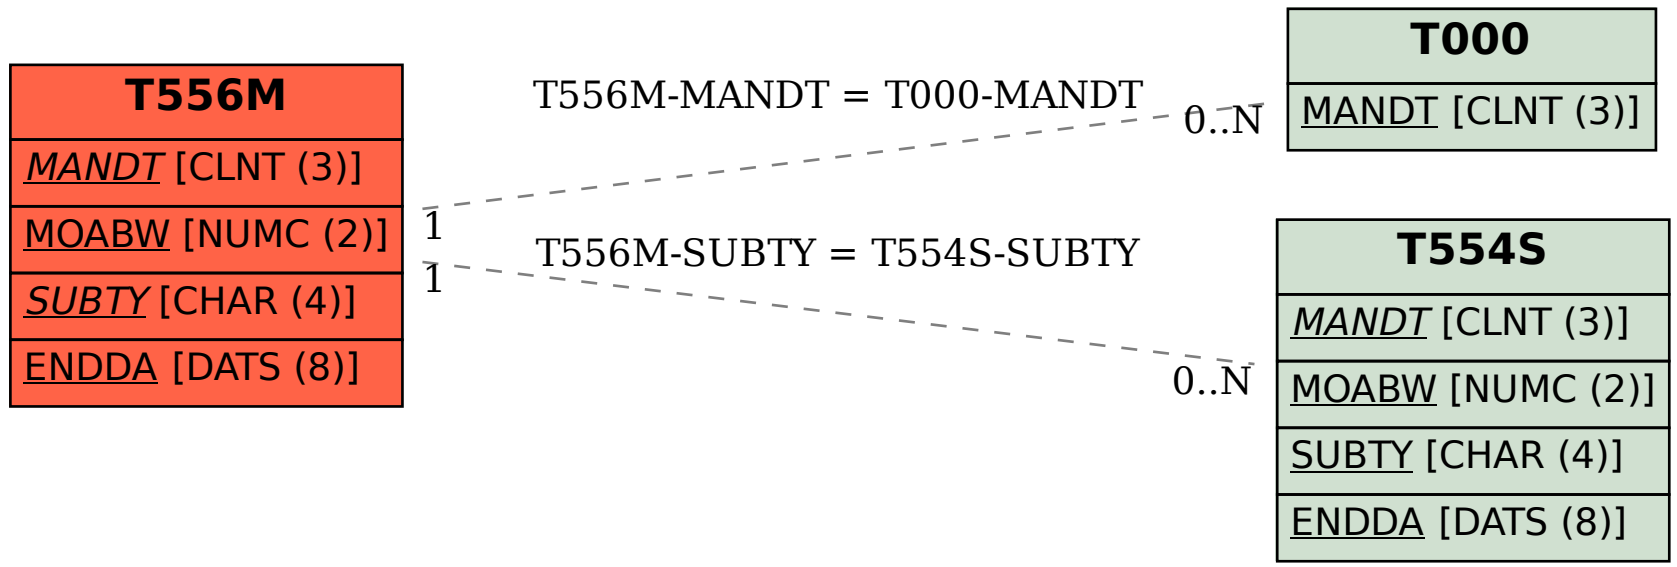 T556M
MANDT [CLNT (3)]
MOABW [NUMC (2)]
SUBTY [CHAR (4)]
ENDDA [DATS (8)]
T556M-MANDT = T000-MANDT
0..N
1
T556M-SUBTY = T554S-SUBTY
1
0..N
T000
MANDT [CLNT (3)]
T554S
MANDT [CLNT (3)]
MOABW [NUMC (2)]
SUBTY [CHAR (4)]
ENDDA [DATS (8)]